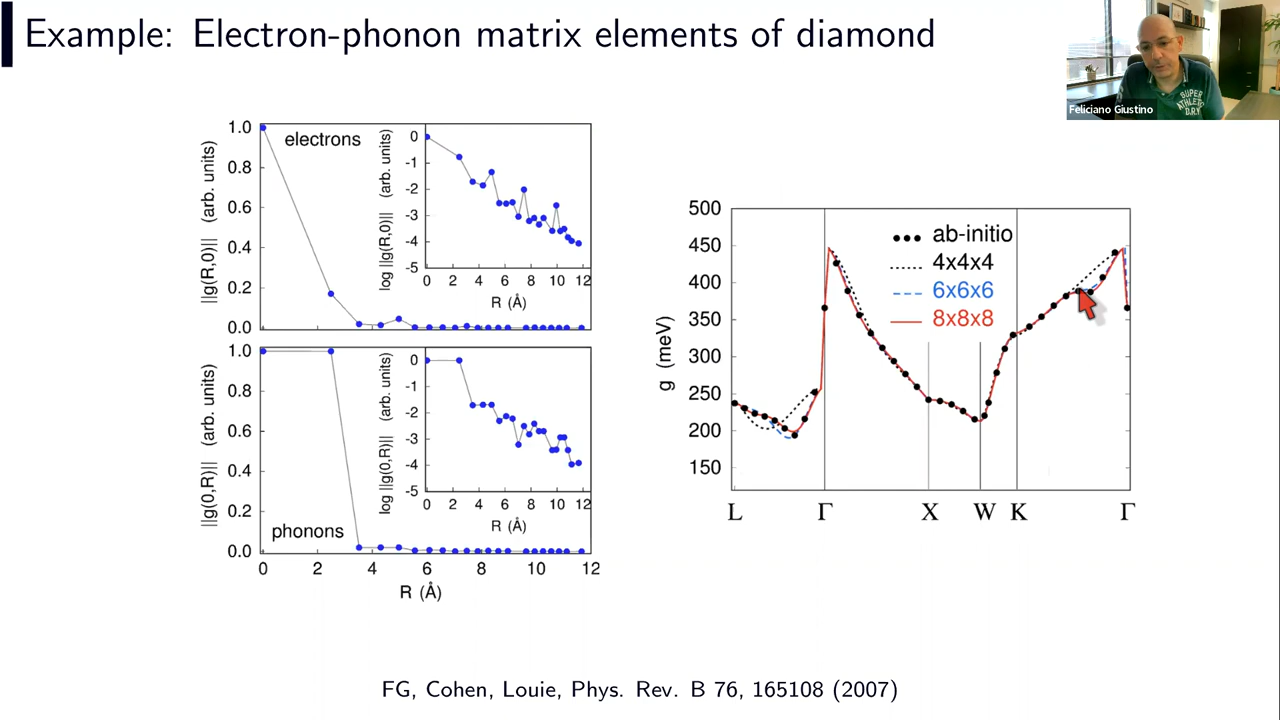 Example: Electron-phonon matrix elements of diamond
SUPER
ATHLETIC
D.R.Y.
Feliciano Giustino
||g(R,0)|| (arb. units)
1.0
0.8
0.6
0.4
0.2
0.0
electrons
log ||g(R,0)|| (arb. units)
0
-1
-2
-3
-4
-5
0 2 4 6 8 10 12
R (Å)
||g(0,R)|| (arb. units)
1.0
0.8
0.6
0.4
0.2
0.0
phonons
log ||g(0,R)|| (arb. units)
0
-1
-2
-3
-4
-5
0 2 4 6 8 10 12
R (Å)
0 2 4 6 8 10 12
R (Å)
g (meV)
500
450
400
350
300
250
200
150
ab-initio
4x4x4
6x6x6
8x8x8
L Γ X W K Γ
FG, Cohen, Louie, Phys. Rev. B 76, 165108 (2007)